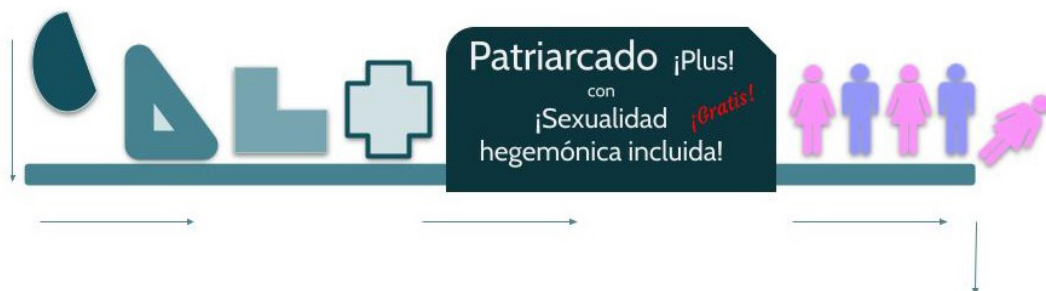 Patriarcado ¡Plus!
con
¡Sexualidad ¡Gratis!
hegemónica incluida!